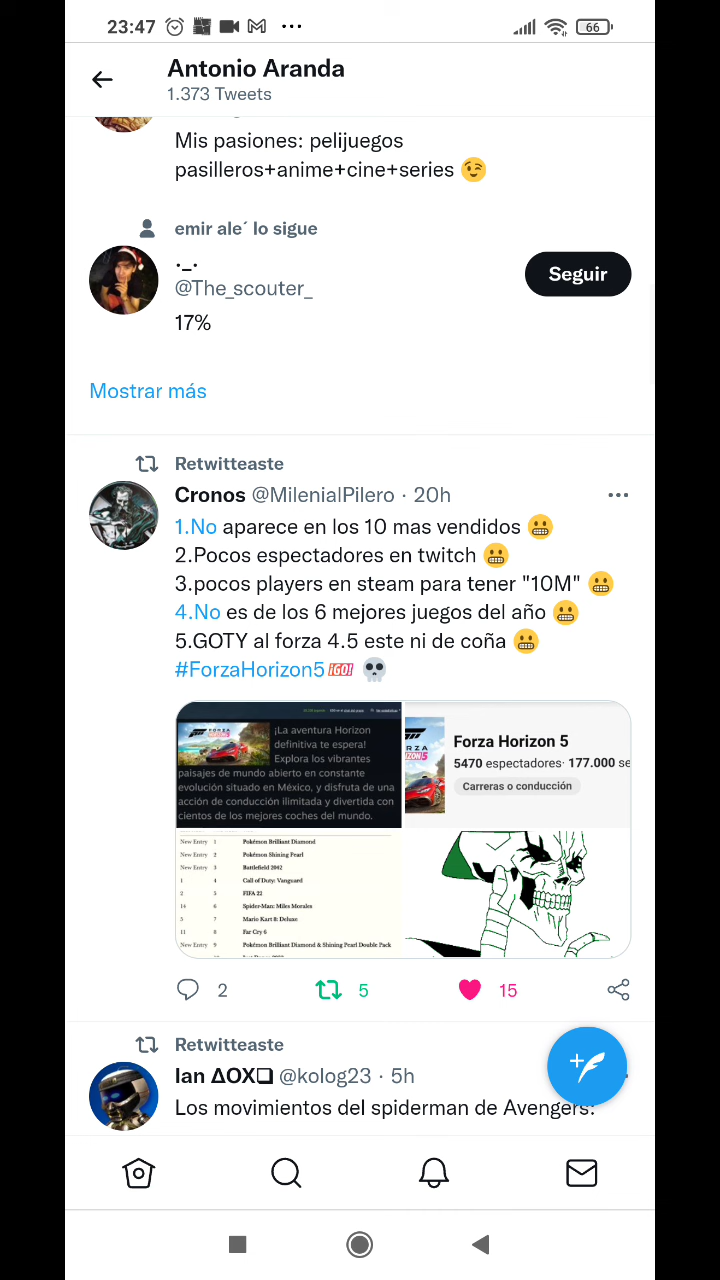 23:47
66
Antonio Aranda
1.373 Tweets
Mis pasiones: pelijuegos
pasilleros+anime+cine+series 😉
emir ale´ lo sigue
._.
@The_scouter_
Seguir
17%
Mostrar más
Retwitteaste
Cronos @MilenialPilero · 20h
1.No aparece en los 10 mas vendidos 😬
2.Pocos espectadores en twitch 😬
3.pocos players en steam para tener "10M" 😬
4.No es de los 6 mejores juegos del año 😬
5.GOTY al forza 4.5 este ni de coña 😬
#ForzaHorizon5 ¡GO! 💀
¡La aventura Horizon
definitiva te espera!
Explora los vibrantes
paisajes de mundo abierto en constante
evolución situado en México, y disfruta de una
acción de conducción ilimitada y divertida con
cientos de los mejores coches del mundo.
Forza Horizon 5
5470 espectadores· 177.000 se
Carreras o conducción
New Entry 1 Pokémon Brilliant Diamond
New Entry 2 Pokémon Shining Pearl
New Entry 3 Battlefield 2042
1 4 Call of Duty: Vanguard
2 5 FIFA 22
14 6 Spider-Man: Miles Morales
5 7 Mario Kart 8: Deluxe
11 8 Far Cry 6
New Entry 9 Pokémon Brilliant Diamond & Shining Pearl Double Pack
2
5
15
Retwitteaste
Ian ΔOX❏ @kolog23 · 5h
Los movimientos del spiderman de Avengers: